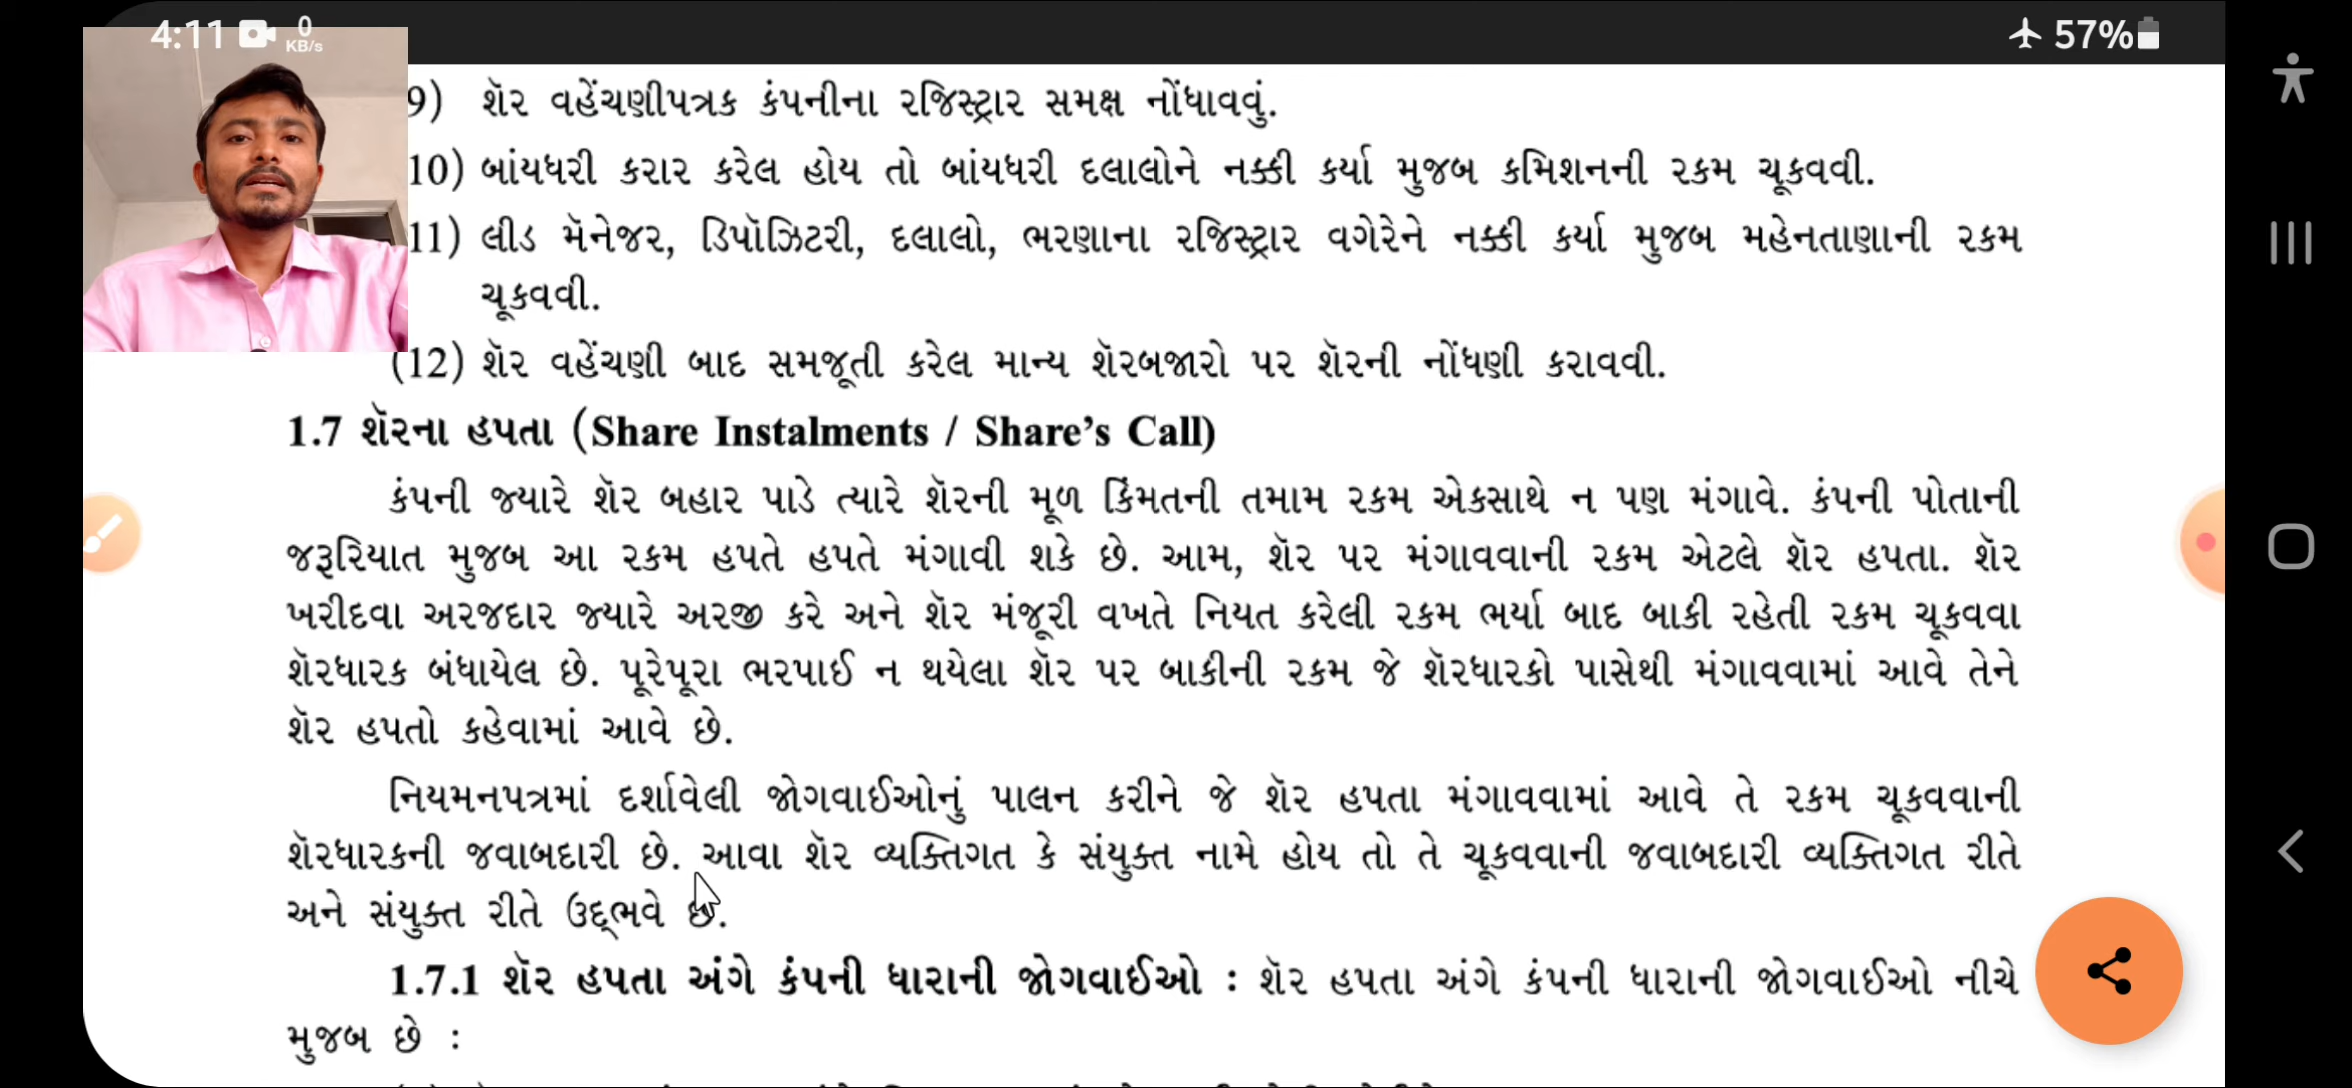 4:11 0 KB/s 57%
9) શૅર વહેંચણીપત્રક કંપનીના રજિસ્ટ્રાર સમક્ષ નોંધાવવું.
10) બાંયધરી કરાર કરેલ હોય તો બાંયધરી દલાલોને નક્કી કર્યા મુજબ કમિશનની રકમ ચૂકવવી.
11) લીડ મૅનેજર, ડિપૉઝિટરી, દલાલો, ભરણાના રજિસ્ટ્રાર વગેરેને નક્કી કર્યા મુજબ મહેનતાણાની રકમ
ચૂકવવી.
(12) શૅર વહેંચણી બાદ સમજૂતી કરેલ માન્ય શૅરબજારો પર શૅરની નોંધણી કરાવવી.
1.7 શૅરના હપતા (Share Instalments / Share’s Call)
કંપની જ્યારે શૅર બહાર પાડે ત્યારે શૅરની મૂળ કિંમતની તમામ રકમ એકસાથે ન પણ મંગાવે. કંપની પોતાની
જરૂરિયાત મુજબ આ રકમ હપતે હપતે મંગાવી શકે છે. આમ, શૅર પર મંગાવવાની રકમ એટલે શૅર હપતા. શૅર
ખરીદવા અરજદાર જ્યારે અરજી કરે અને શૅર મંજૂરી વખતે નિયત કરેલી રકમ ભર્યા બાદ બાકી રહેતી રકમ ચૂકવવા
શૅરધારક બંધાયેલ છે. પૂરેપૂરા ભરપાઈ ન થયેલા શૅર પર બાકીની રકમ જે શૅરધારકો પાસેથી મંગાવવામાં આવે તેને
શૅર હપતો કહેવામાં આવે છે.
નિયમનપત્રમાં દર્શાવેલી જોગવાઈઓનું પાલન કરીને જે શૅર હપતા મંગાવવામાં આવે તે રકમ ચૂકવવાની
શૅરધારકની જવાબદારી છે. આવા શૅર વ્યક્તિગત કે સંયુક્ત નામે હોય તો તે ચૂકવવાની જવાબદારી વ્યક્તિગત રીતે
અને સંયુક્ત રીતે ઉદ્‌ભવે છે.
1.7.1 શૅર હપતા અંગે કંપની ધારાની જોગવાઈઓ : શૅર હપતા અંગે કંપની ધારાની જોગવાઈઓ નીચે
મુજબ છે :